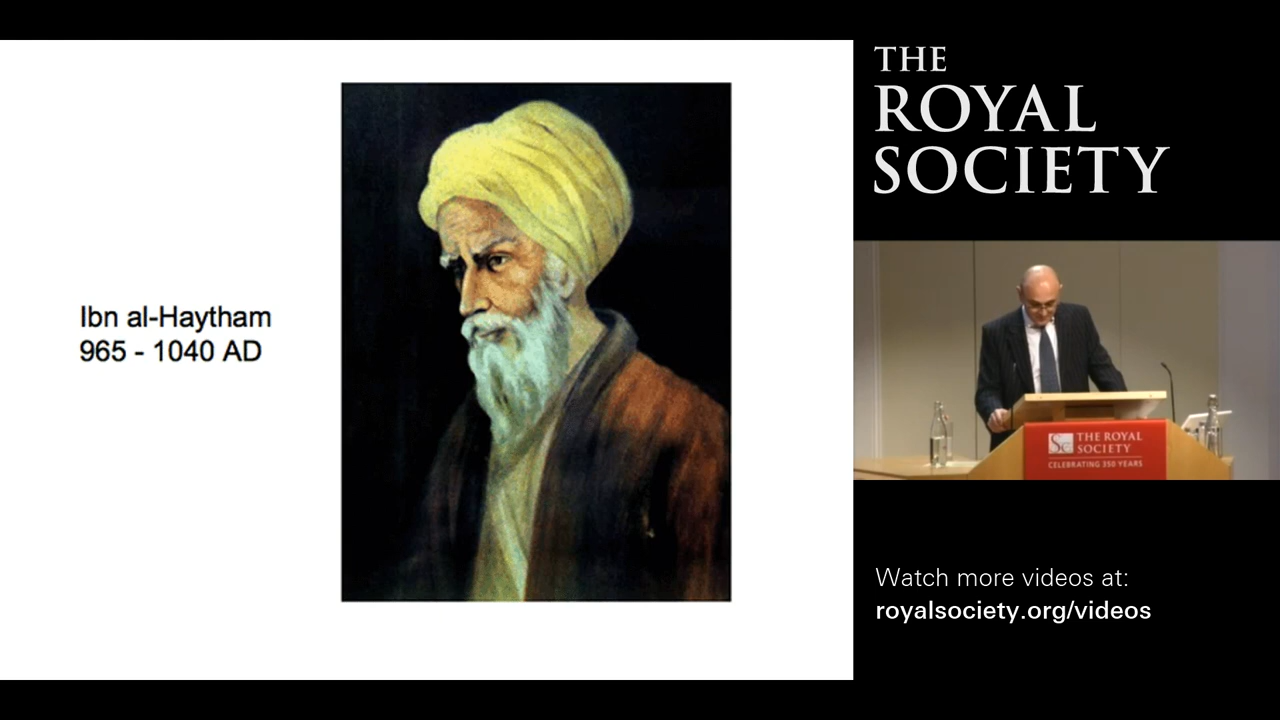 Ibn al-Haytham
965 - 1040 AD
THE
ROYAL
SOCIETY
THE ROYAL
SOCIETY
CELEBRATING 350 YEARS
Watch more videos at:
royalsociety.org/videos